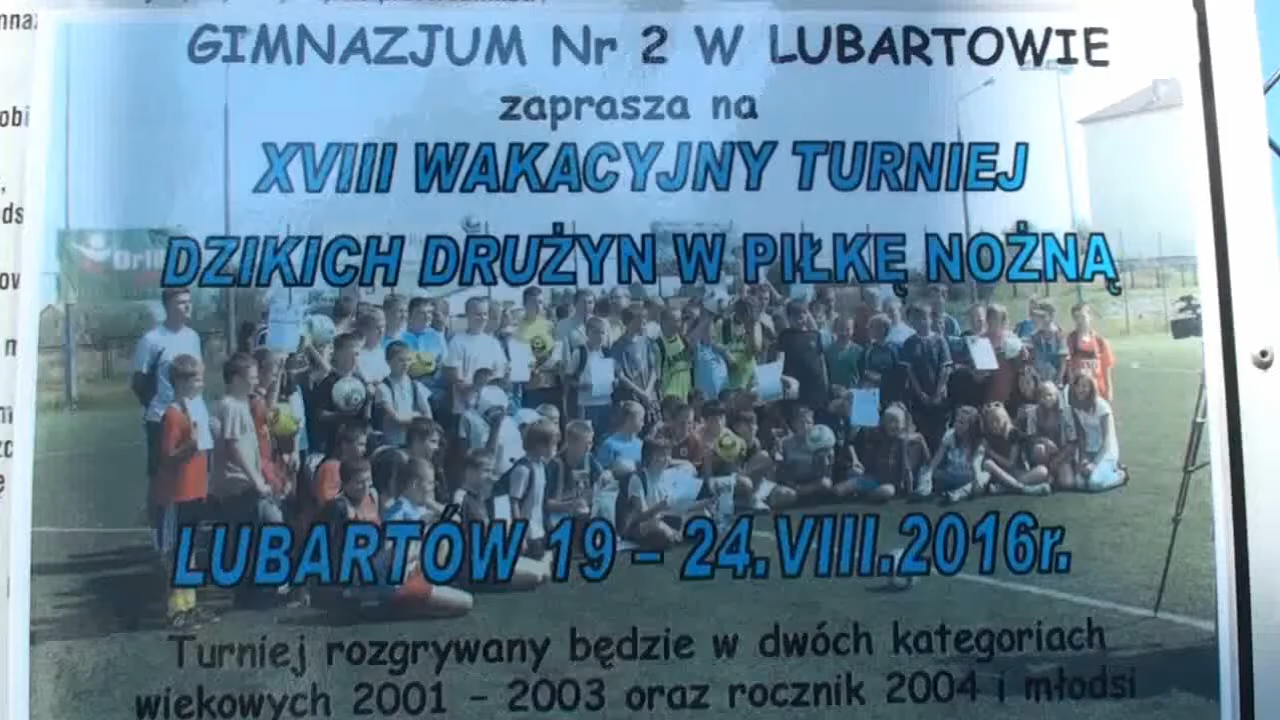 GIMNAZJUM Nr 2 W LUBARTOWIE
zaprasza na
XVIII WAKACYJNY TURNIEJ
DZIKICH DRUŻYN W PIŁKĘ NOŻNĄ
LUBARTÓW 19 - 24.VIII.2016r.
Turniej rozgrywany będzie w dwóch kategoriach
wiekowych 2001 - 2003 oraz rocznik 2004 i młodsi